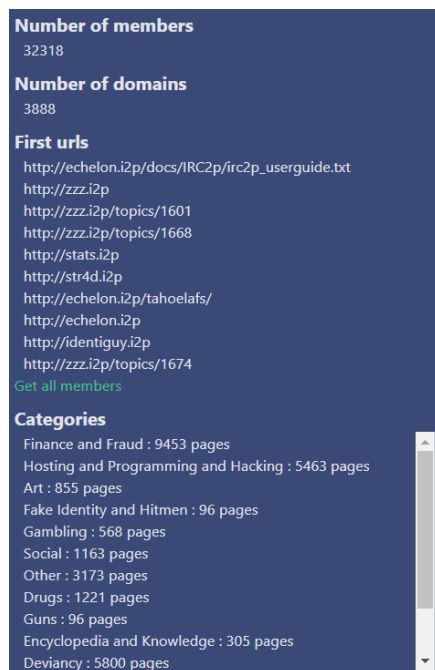 Number of members
32318
Number of domains
3888
First urls
http://echelon.i2p/docs/IRC2p/irc2p_userguide.txt
http://zzz.i2p
http://zzz.i2p/topics/1601
http://zzz.i2p/topics/1668
http://stats.i2p
http://str4d.i2p
http://echelon.i2p/tahoelafs/
http://echelon.i2p
http://identiguy.i2p
http://zzz.i2p/topics/1674
Get all members
Categories
Finance and Fraud : 9453 pages
Hosting and Programming and Hacking : 5463 pages
Art : 855 pages
Fake Identity and Hitmen : 96 pages
Gambling : 568 pages
Social : 1163 pages
Other : 3173 pages
Drugs : 1221 pages
Guns : 96 pages
Encyclopedia and Knowledge : 305 pages
Deviancy : 5800 pages